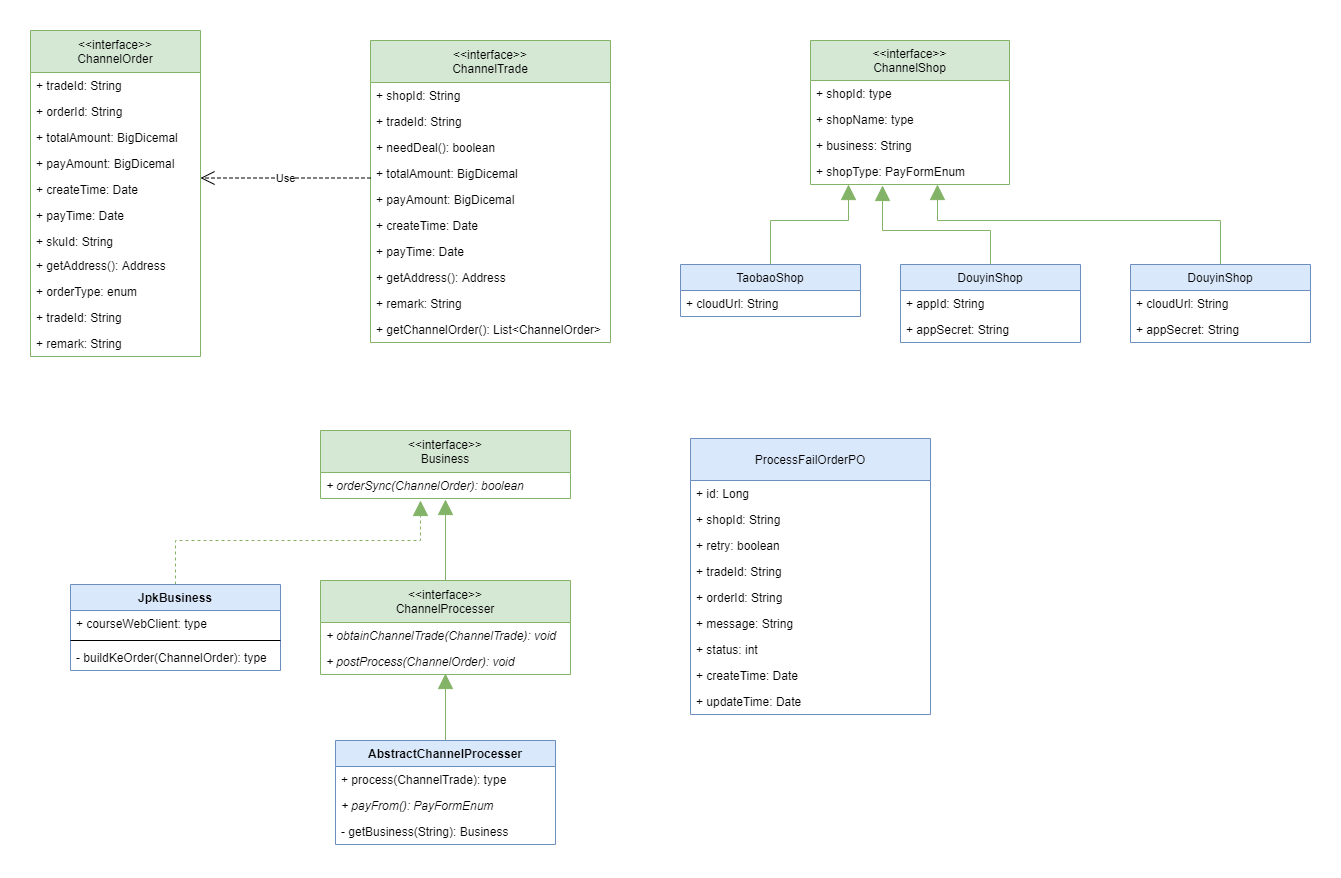 <<interface>>
ChannelOrder
+ tradeId: String
+ orderId: String
+ totalAmount: BigDicemal
+ payAmount: BigDicemal
+ createTime: Date
+ payTime: Date
+ skuId: String
+ getAddress(): Address
+ orderType: enum
+ tradeId: String
+ remark: String
Use
<<interface>>
ChannelTrade
+ shopId: String
+ tradeId: String
+ needDeal(): boolean
+ totalAmount: BigDicemal
+ payAmount: BigDicemal
+ createTime: Date
+ payTime: Date
+ getAddress(): Address
+ remark: String
+ getChannelOrder(): List<ChannelOrder>
<<interface>>
ChannelShop
+ shopId: type
+ shopName: type
+ business: String
+ shopType: PayFormEnum
TaobaoShop
+ cloudUrl: String
DouyinShop
+ appId: String
+ appSecret: String
DouyinShop
+ cloudUrl: String
+ appSecret: String
<<interface>>
Business
+ orderSync(ChannelOrder): boolean
JpkBusiness
+ courseWebClient: type
- buildKeOrder(ChannelOrder): type
<<interface>>
ChannelProcesser
+ obtainChannelTrade(ChannelTrade): void
+ postProcess(ChannelOrder): void
AbstractChannelProcesser
+ process(ChannelTrade): type
+ payFrom(): PayFormEnum
- getBusiness(String): Business
ProcessFailOrderPO
+ id: Long
+ shopId: String
+ retry: boolean
+ tradeId: String
+ orderId: String
+ message: String
+ status: int
+ createTime: Date
+ updateTime: Date